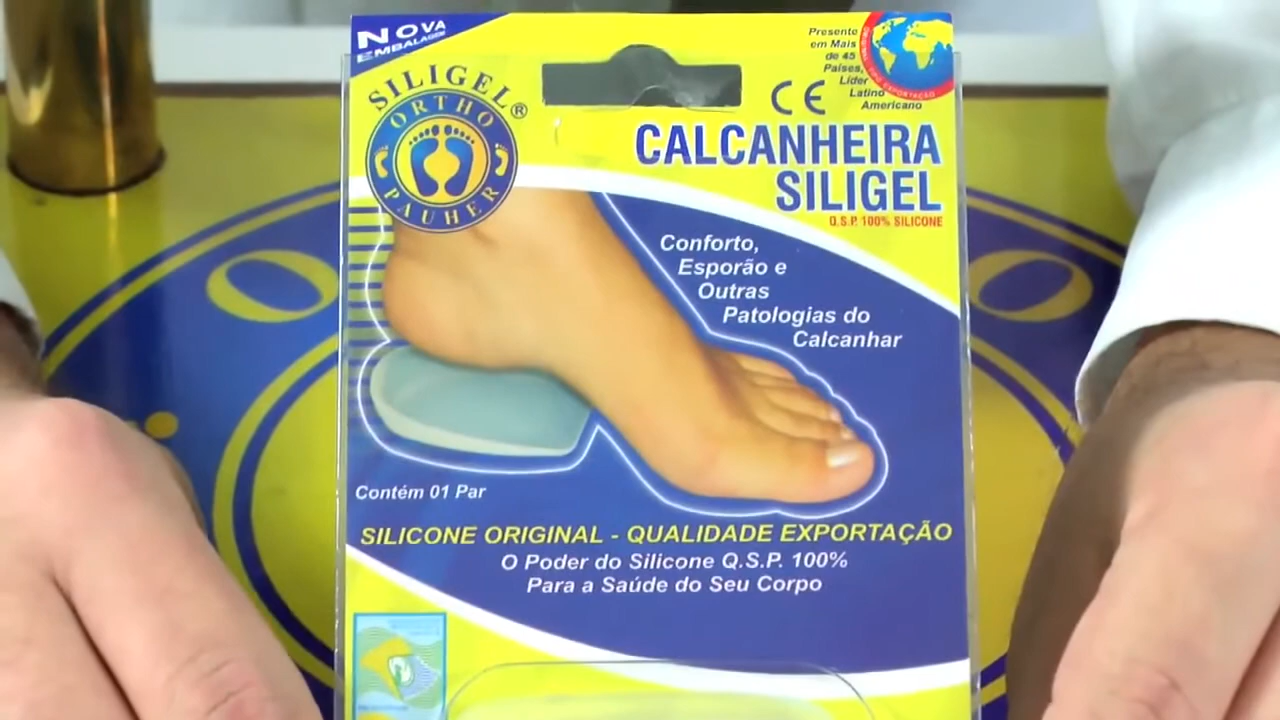 NOVA
EMBALAGEM
SILIGEL®
ORTHO
PAUHER
CE
Presente
em Mais
de 45
Países,
Líder
Latino
Americano
EXPORTAÇÃO
CALCANHEIRA
SILIGEL
Q.S.P. 100% SILICONE
Conforto,
Esporão e
Outras
Patologias do
Calcanhar
Contém 01 Par
SILICONE ORIGINAL - QUALIDADE EXPORTAÇÃO
O Poder do Silicone Q.S.P. 100%
Para a Saúde do Seu Corpo